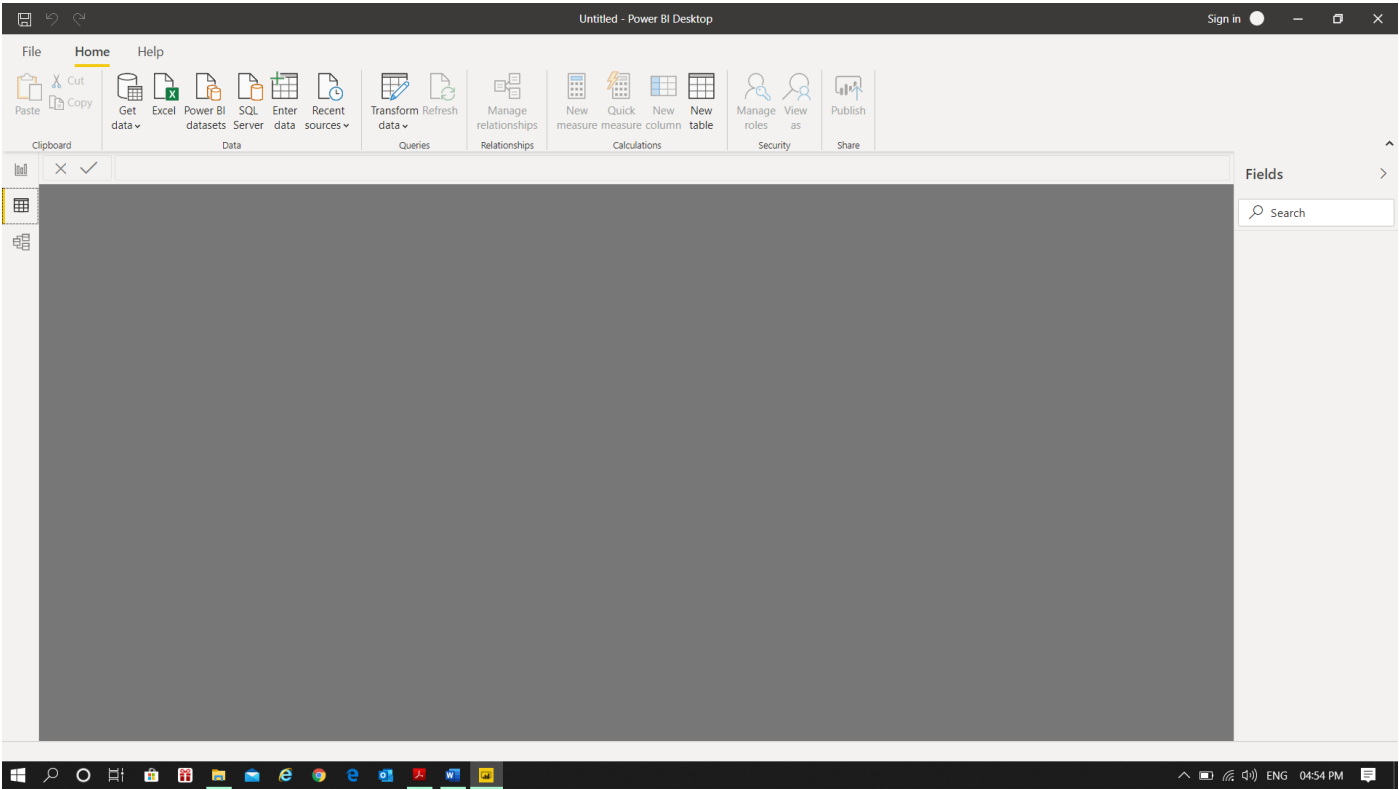 Untitled - Power BI Desktop
Sign in
File Home Help
Paste
Cut
Copy
Clipboard
Get data
Excel
Power BI datasets
SQL Server
Enter data
Recent sources
Data
Transform data
Refresh
Queries
Manage relationships
Relationships
New measure
Quick measure
New column
New table
Calculations
Manage roles
View as
Security
Publish
Share
Fields
Search
ENG 04:54 PM